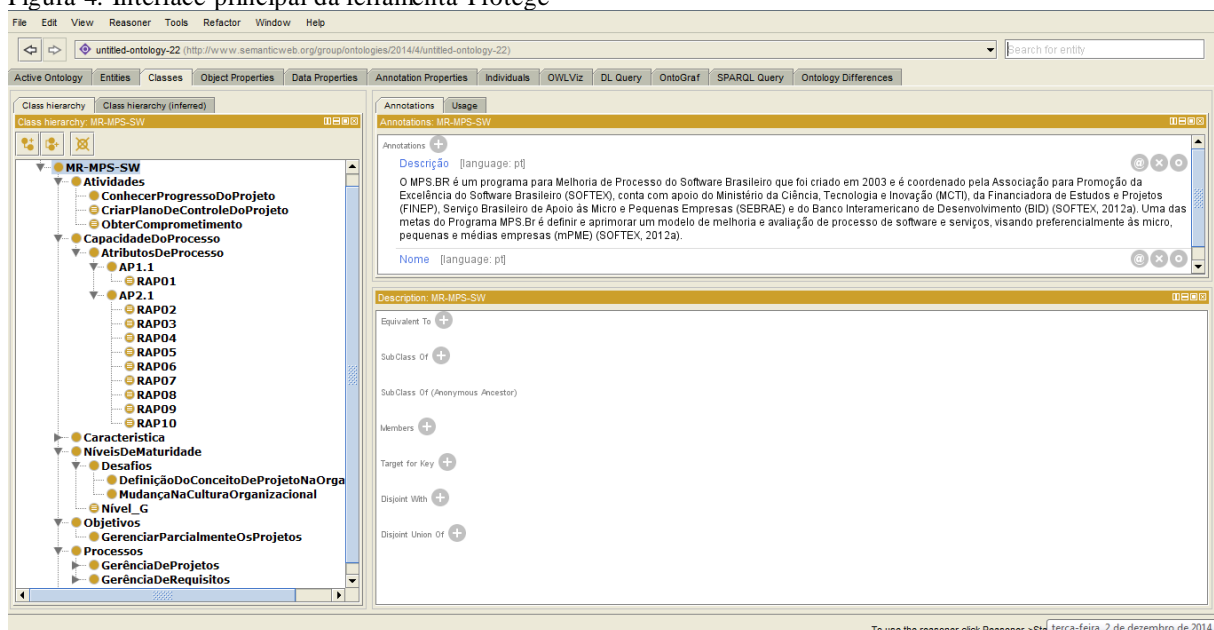 Figura 4: Interface principal da ferramenta Protégé
File Edit View Reasoner Tools Refactor Window Help
untitled-ontology-22 (http://www.semanticweb.org/group/ontologies/2014/4/untitled-ontology-22)
Search for entity
Active Ontology Entities Classes Object Properties Data Properties Annotation Properties Individuals OWLViz DL Query OntoGraf SPARQL Query Ontology Differences
Class hierarchy Class hierarchy (inferred)
Class hierarchy: MR-MPS-SW
MR-MPS-SW
Atividades
ConhecerProgressoDoProjeto
CriarPlanoDeControleDoProjeto
ObterComprometimento
CapacidadeDoProcesso
AtributosDeProcesso
AP1.1
RAP01
AP2.1
RAP02
RAP03
RAP04
RAP05
RAP06
RAP07
RAP08
RAP09
RAP10
Caracteristica
NíveisDeMaturidade
Desafios
DefiniçãoDoConceitoDeProjetoNaOrga
MudançaNaCulturaOrganizacional
Nível_G
Objetivos
GerenciarParcialmenteOsProjetos
Processos
GerênciaDeProjetos
GerênciaDeRequisitos
Annotations Usage
Annotations: MR-MPS-SW
Annotations
Descrição [language: pt]
O MPS.BR é um programa para Melhoria de Processo do Software Brasileiro que foi criado em 2003 e é coordenado pela Associação para Promoção da
Excelência do Software Brasileiro (SOFTEX), conta com apoio do Ministério da Ciência, Tecnologia e Inovação (MCTI), da Financiadora de Estudos e Projetos
(FINEP), Serviço Brasileiro de Apoio ás Micro e Pequenas Empresas (SEBRAE) e do Banco Interamericano de Desenvolvimento (BID) (SOFTEX, 2012a). Uma das
metas do Programa MPS.Br é definir e aprimorar um modelo de melhoria e avaliação de processo de software e serviços, visando preferencialmente ás micro,
pequenas e médias empresas (mPME) (SOFTEX, 2012a).
Nome [language: pt]
Description: MR-MPS-SW
Equivalent To
SubClass Of
SubClass Of (Anonymous Ancestor)
Members
Target for Key
Disjoint With
Disjoint Union Of
To use the reasoner click Reasoner->Sta
terça-feira, 2 de dezembro de 2014